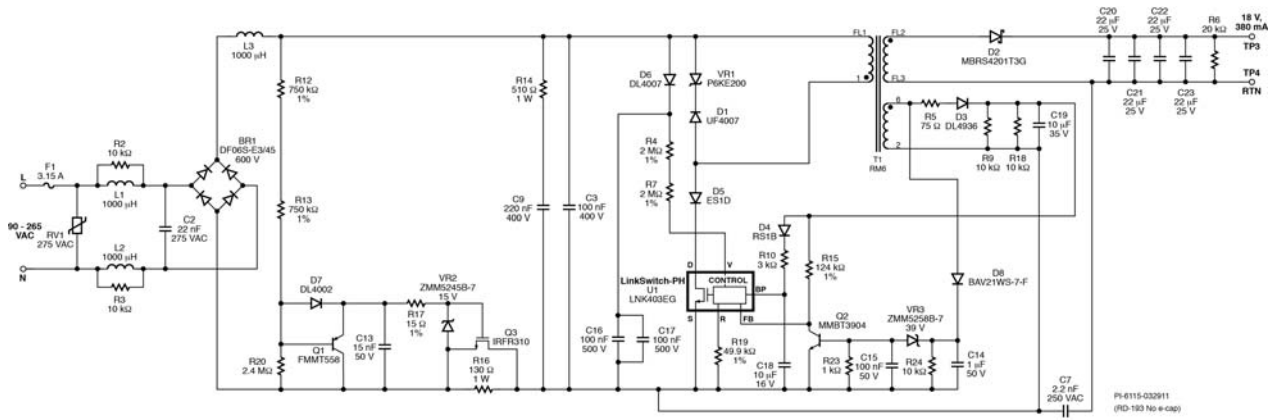 L3
1000 µH
R12
750 kΩ
1%
R14
510 Ω
1 W
D6
DL4007
VR1
P6KE200
D1
UF4007
FL1
FL2
1
FL3
D2
MBRS4201T3G
C20
22 µF
25 V
C22
22 µF
25 V
R6
20 kΩ
18 V,
380 mA
TP3
TP4
RTN
C21
22 µF
25 V
C23
22 µF
25 V
6
R5
75 Ω
D3
DL4936
C19
10 µF
35 V
2
T1
RM6
R9
10 kΩ
R18
10 kΩ
R2
10 kΩ
BR1
DF06S-E3/45
600 V
F1
3.15 A
L
L1
1000 µH
90 - 265
VAC
RV1
275 VAC
C2
22 nF
275 VAC
L2
1000 µH
N
R3
10 kΩ
R13
750 kΩ
1%
C9
220 nF
400 V
C3
100 nF
400 V
R4
2 MΩ
1%
R7
2 MΩ
1%
D5
ES1D
D4
RS1B
R10
3 kΩ
R15
124 kΩ
1%
D8
BAV21WS-7-F
D
V
LinkSwitch-PH
U1
LNK403EG
CONTROL
BP
S
R
FB
D7
DL4002
R17
15 Ω
1%
VR2
ZMM5245B-7
15 V
Q3
IRFR310
Q1
FMMT558
C13
15 nF
50 V
R20
2.4 MΩ
R16
130 Ω
1 W
C16
100 nF
500 V
C17
100 nF
500 V
R19
49.9 kΩ
1%
C18
10 µF
16 V
Q2
MMBT3904
VR3
ZMM5258B-7
39 V
R23
1 kΩ
C15
100 nF
50 V
R24
10 kΩ
C14
1 µF
50 V
C7
2.2 nF
250 VAC
PI-6115-032911
(RD-193 No e-cap)